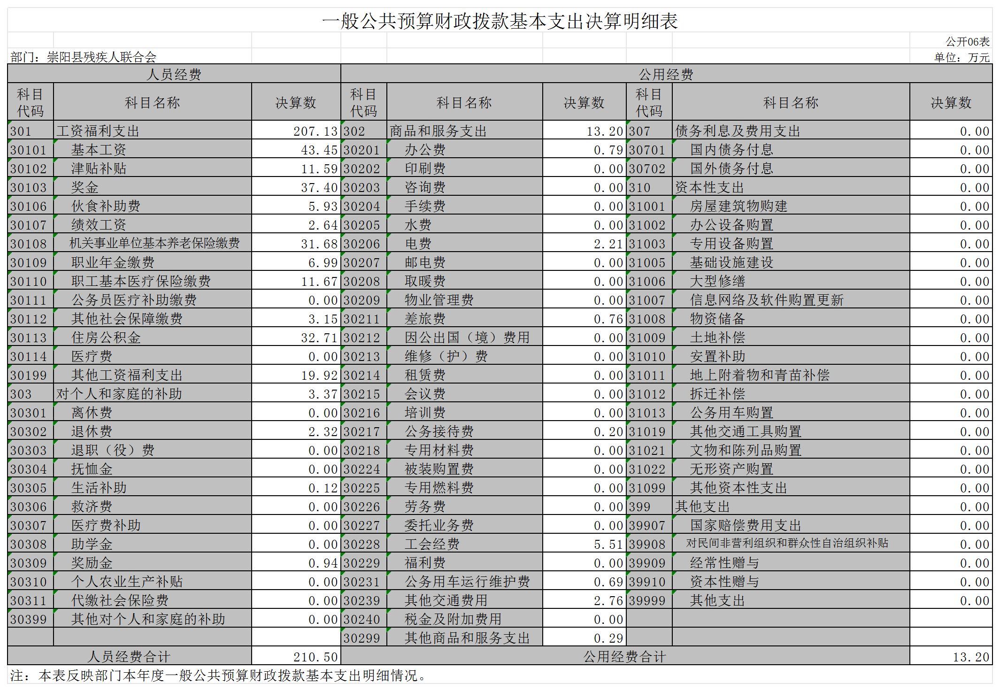 一般公共预算财政拨款基本支出决算明细表
公开06表
部门：崇阳县残疾人联合会 单位：万元
人员经费 公用经费
科目代码 科目名称 决算数 科目代码 科目名称 决算数 科目代码 科目名称 决算数
301 工资福利支出 207.13 302 商品和服务支出 13.20 307 债务利息及费用支出 0.00
30101 基本工资 43.45 30201 办公费 0.79 30701 国内债务付息 0.00
30102 津贴补贴 11.59 30202 印刷费 0.00 30702 国外债务付息 0.00
30103 奖金 37.40 30203 咨询费 0.00 310 资本性支出 0.00
30106 伙食补助费 5.93 30204 手续费 0.00 31001 房屋建筑物购建 0.00
30107 绩效工资 2.64 30205 水费 0.00 31002 办公设备购置 0.00
30108 机关事业单位基本养老保险缴费 31.68 30206 电费 2.21 31003 专用设备购置 0.00
30109 职业年金缴费 6.99 30207 邮电费 0.00 31005 基础设施建设 0.00
30110 职工基本医疗保险缴费 11.67 30208 取暖费 0.00 31006 大型修缮 0.00
30111 公务员医疗补助缴费 0.00 30209 物业管理费 0.00 31007 信息网络及软件购置更新 0.00
30112 其他社会保障缴费 3.15 30211 差旅费 0.76 31008 物资储备 0.00
30113 住房公积金 32.71 30212 因公出国（境）费用 0.00 31009 土地补偿 0.00
30114 医疗费 0.00 30213 维修（护）费 0.00 31010 安置补助 0.00
30199 其他工资福利支出 19.92 30214 租赁费 0.00 31011 地上附着物和青苗补偿 0.00
303 对个人和家庭的补助 3.37 30215 会议费 0.00 31012 拆迁补偿 0.00
30301 离休费 0.00 30216 培训费 0.00 31013 公务用车购置 0.00
30302 退休费 2.32 30217 公务接待费 0.20 31019 其他交通工具购置 0.00
30303 退职（役）费 0.00 30218 专用材料费 0.00 31021 文物和陈列品购置 0.00
30304 抚恤金 0.00 30224 被装购置费 0.00 31022 无形资产购置 0.00
30305 生活补助 0.12 30225 专用燃料费 0.00 31099 其他资本性支出 0.00
30306 救济费 0.00 30226 劳务费 0.00 399 其他支出 0.00
30307 医疗费补助 0.00 30227 委托业务费 0.00 39907 国家赔偿费用支出 0.00
30308 助学金 0.00 30228 工会经费 5.51 39908 对民间非营利组织和群众性自治组织补贴 0.00
30309 奖励金 0.94 30229 福利费 0.00 39909 经常性赠与 0.00
30310 个人农业生产补贴 0.00 30231 公务用车运行维护费 0.69 39910 资本性赠与 0.00
30311 代缴社会保险费 0.00 30239 其他交通费用 2.76 39999 其他支出 0.00
30399 其他对个人和家庭的补助 0.00 30240 税金及附加费用 0.00
30299 其他商品和服务支出 0.29
人员经费合计 210.50 公用经费合计 13.20
注：本表反映部门本年度一般公共预算财政拨款基本支出明细情况。